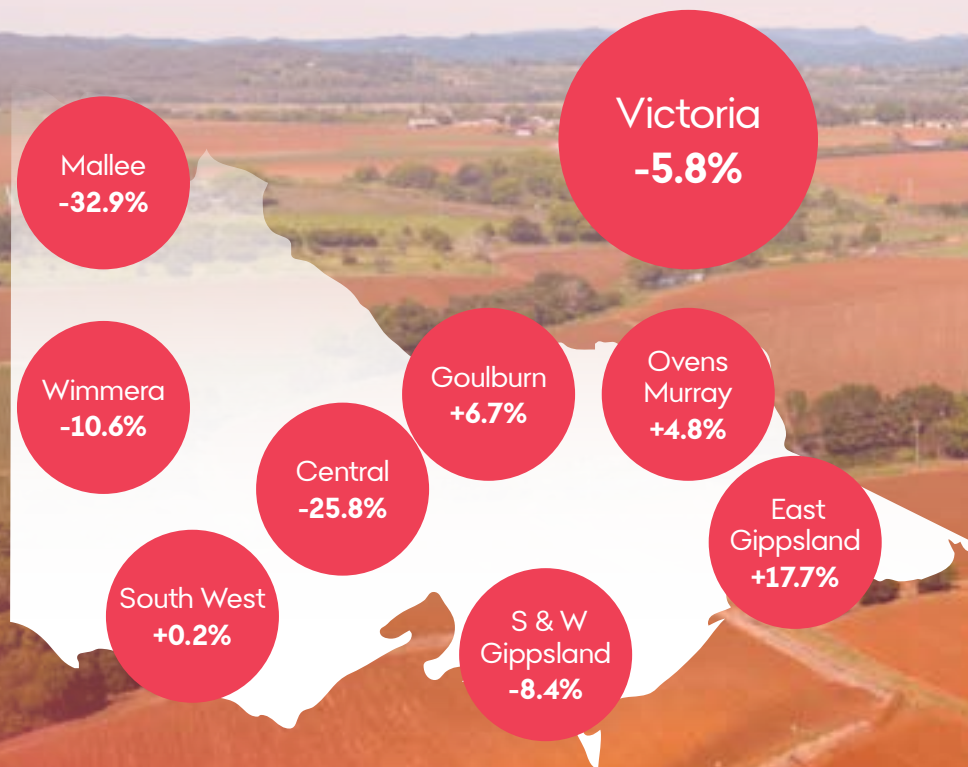 Victoria
-5.8%
Mallee
-32.9%
Wimmera
-10.6%
Goulburn
+6.7%
Ovens
Murray
+4.8%
Central
-25.8%
East
Gippsland
+17.7%
South West
+0.2%
S & W
Gippsland
-8.4%